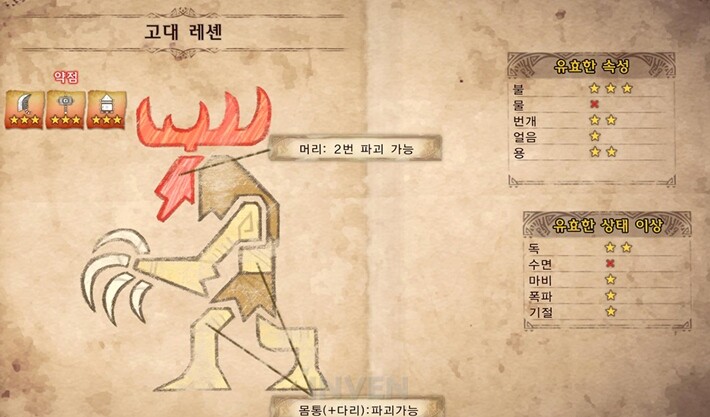 고대 레셴
약점
머리: 2번 파괴 가능
유효한 속성
불
물
번개
얼음
용
유효한 상태 이상
독
수면
마비
폭파
기절
INVEN
몸통(+다리):파괴가능